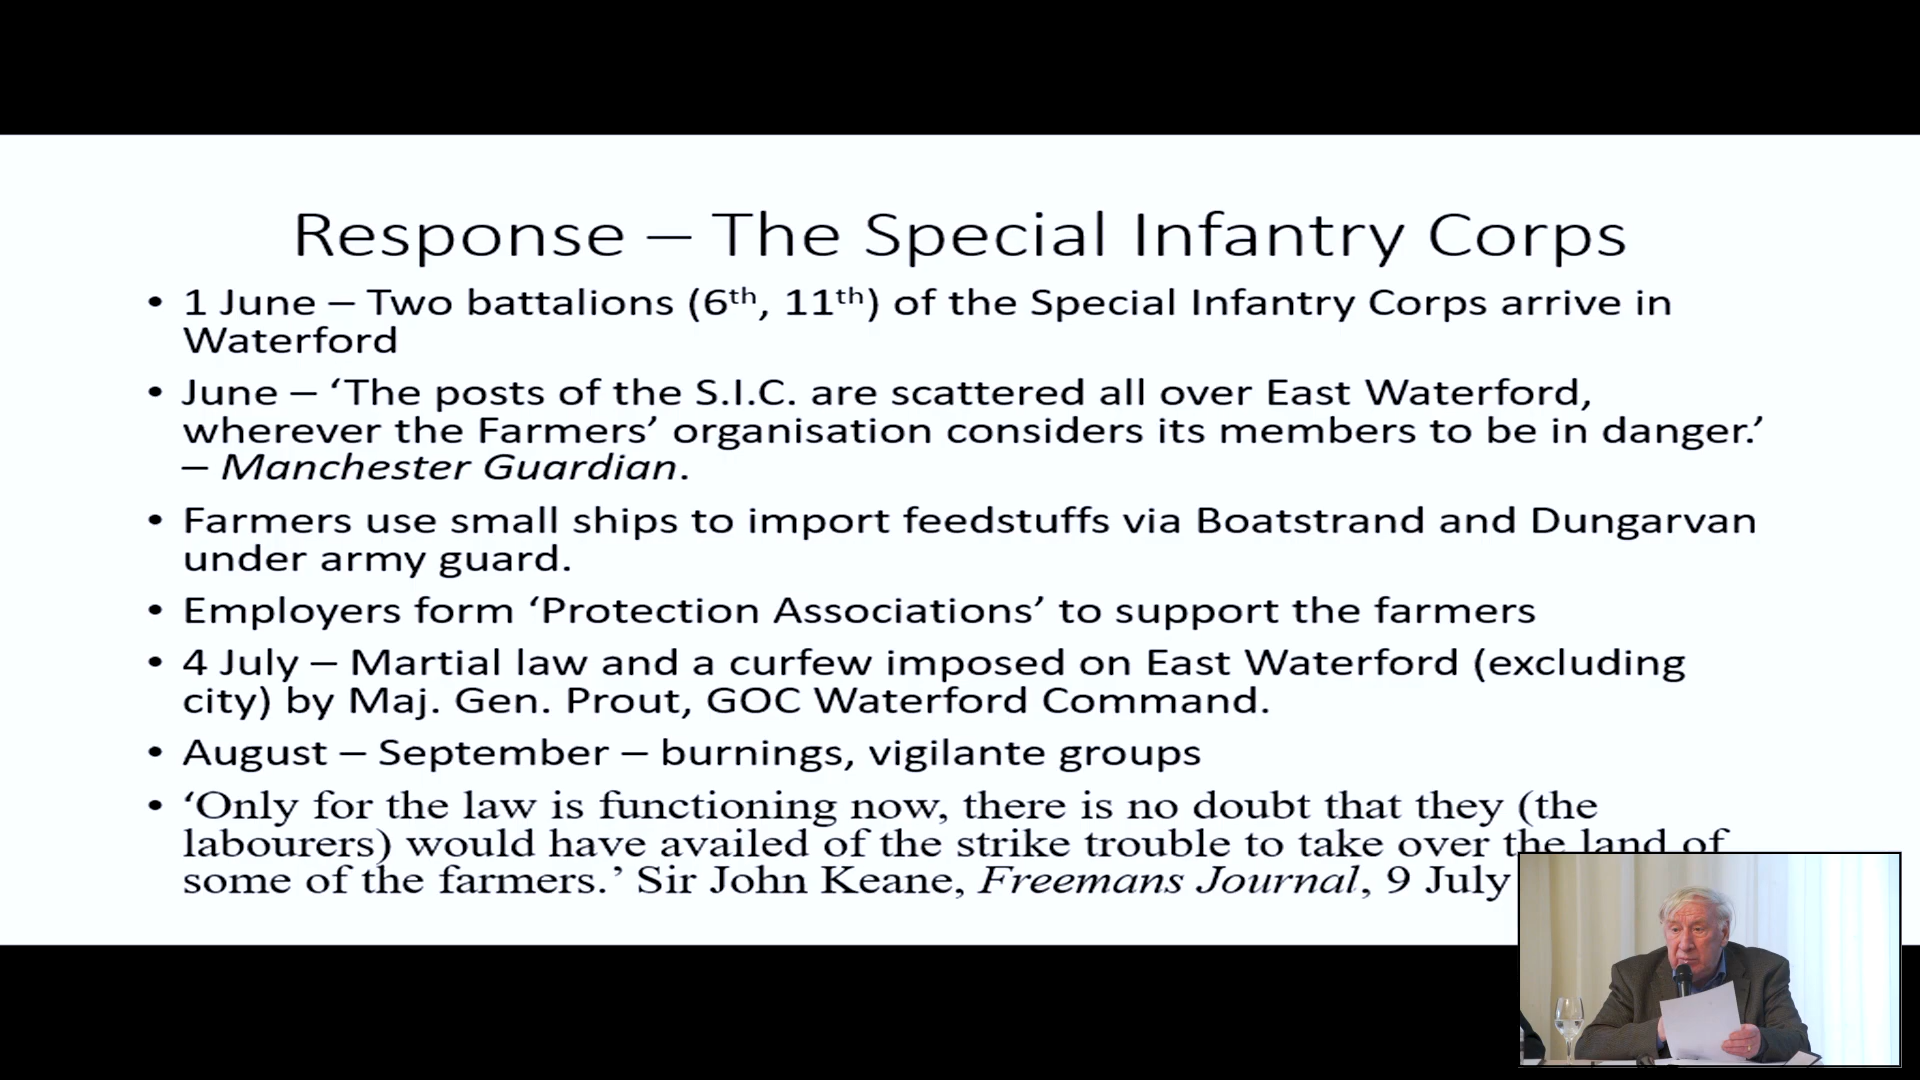 Response – The Special Infantry Corps
• 1 June – Two battalions (6th, 11th) of the Special Infantry Corps arrive in
Waterford
• June – ‘The posts of the S.I.C. are scattered all over East Waterford,
wherever the Farmers’ organisation considers its members to be in danger.’
– Manchester Guardian.
• Farmers use small ships to import feedstuffs via Boatstrand and Dungarvan
under army guard.
• Employers form ‘Protection Associations’ to support the farmers
• 4 July – Martial law and a curfew imposed on East Waterford (excluding
city) by Maj. Gen. Prout, GOC Waterford Command.
• August – September – burnings, vigilante groups
• ‘Only for the law is functioning now, there is no doubt that they (the
labourers) would have availed of the strike trouble to take over the land of
some of the farmers.’ Sir John Keane, Freemans Journal, 9 July